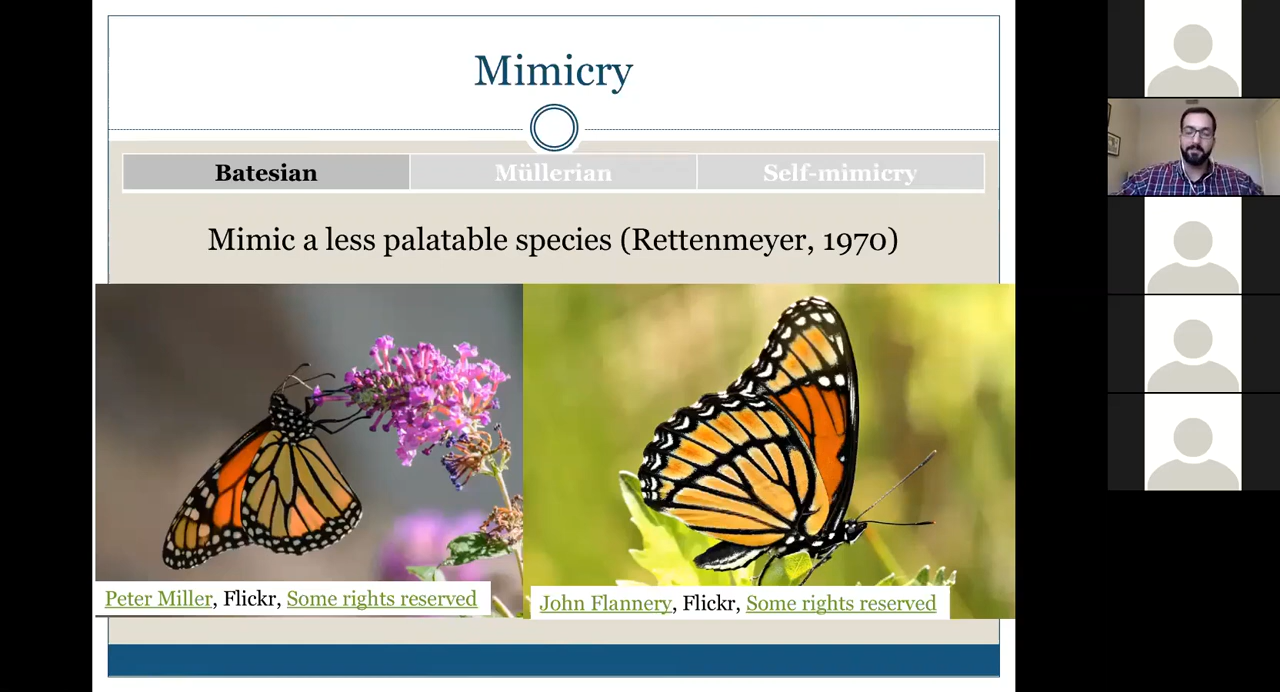 Mimicry
Batesian
Müllerian
Self-mimicry
Mimic a less palatable species (Rettenmeyer, 1970)
Peter Miller, Flickr, Some rights reserved
John Flannery, Flickr, Some rights reserved